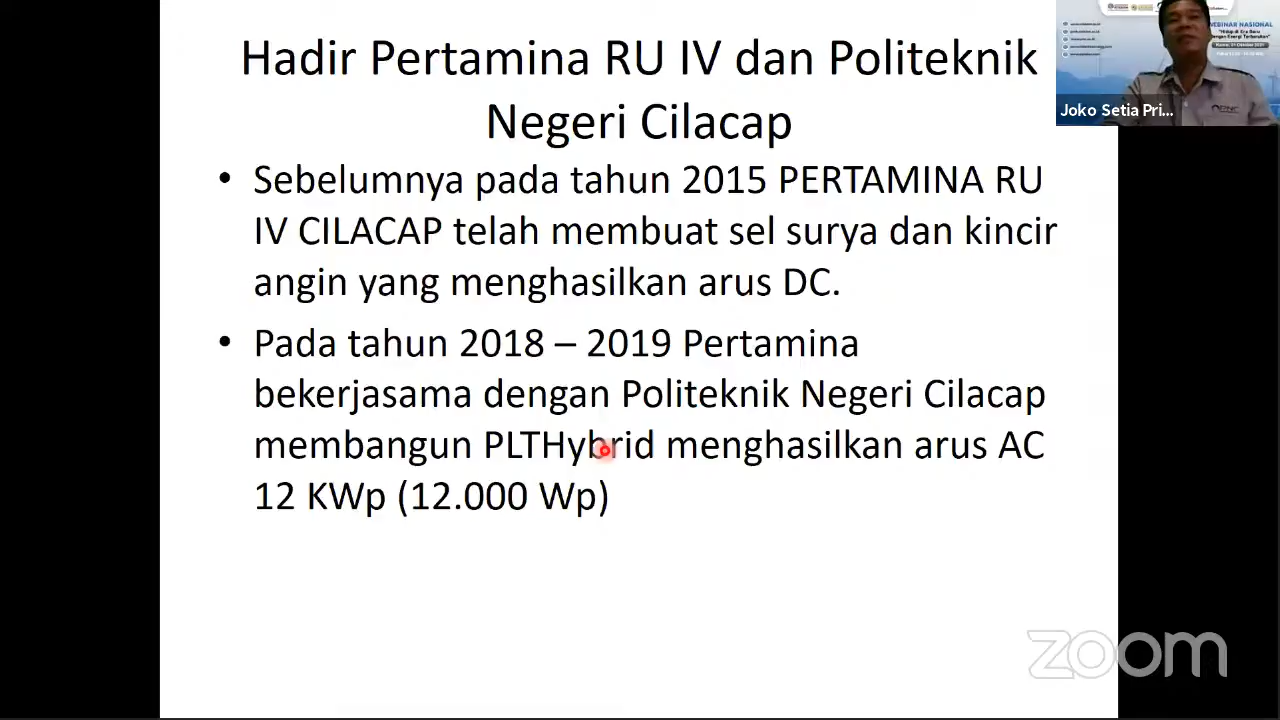 Hadir Pertamina RU IV dan Politeknik
Negeri Cilacap
• Sebelumnya pada tahun 2015 PERTAMINA RU
IV CILACAP telah membuat sel surya dan kincir
angin yang menghasilkan arus DC.
• Pada tahun 2018 – 2019 Pertamina
bekerjasama dengan Politeknik Negeri Cilacap
membangun PLTHybrid menghasilkan arus AC
12 KWp (12.000 Wp)
WEBINAR NASIONAL
Joko Setia Pri...
zoom